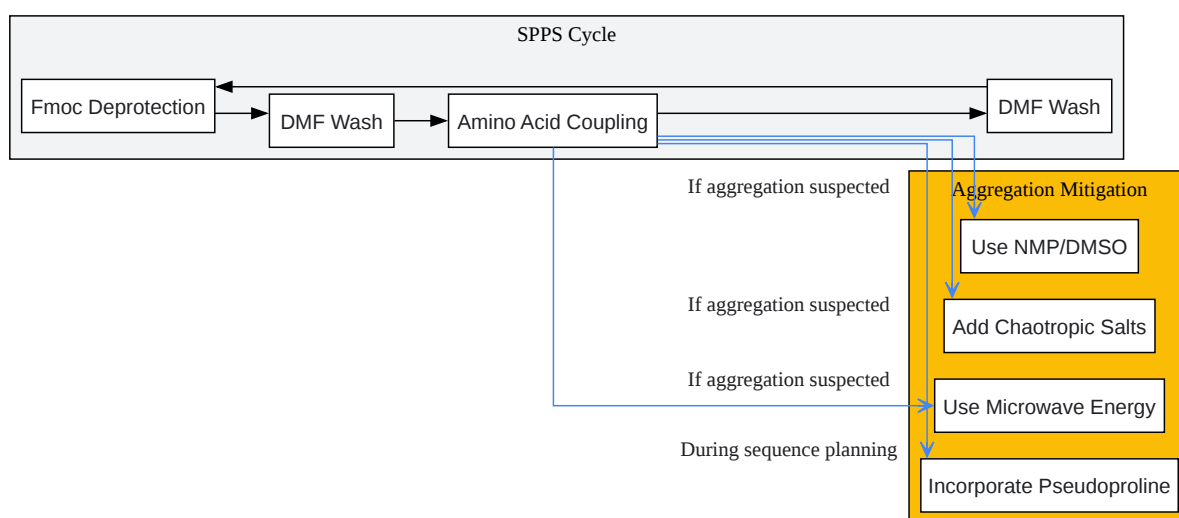 SPPS Cycle
Fmoc Deprotection
DMF Wash
Amino Acid Coupling
DMF Wash
If aggregation suspected
Aggregation Mitigation
Use NMP/DMSO
If aggregation suspected
Add Chaotropic Salts
If aggregation suspected
Use Microwave Energy
During sequence planning
Incorporate Pseudoproline